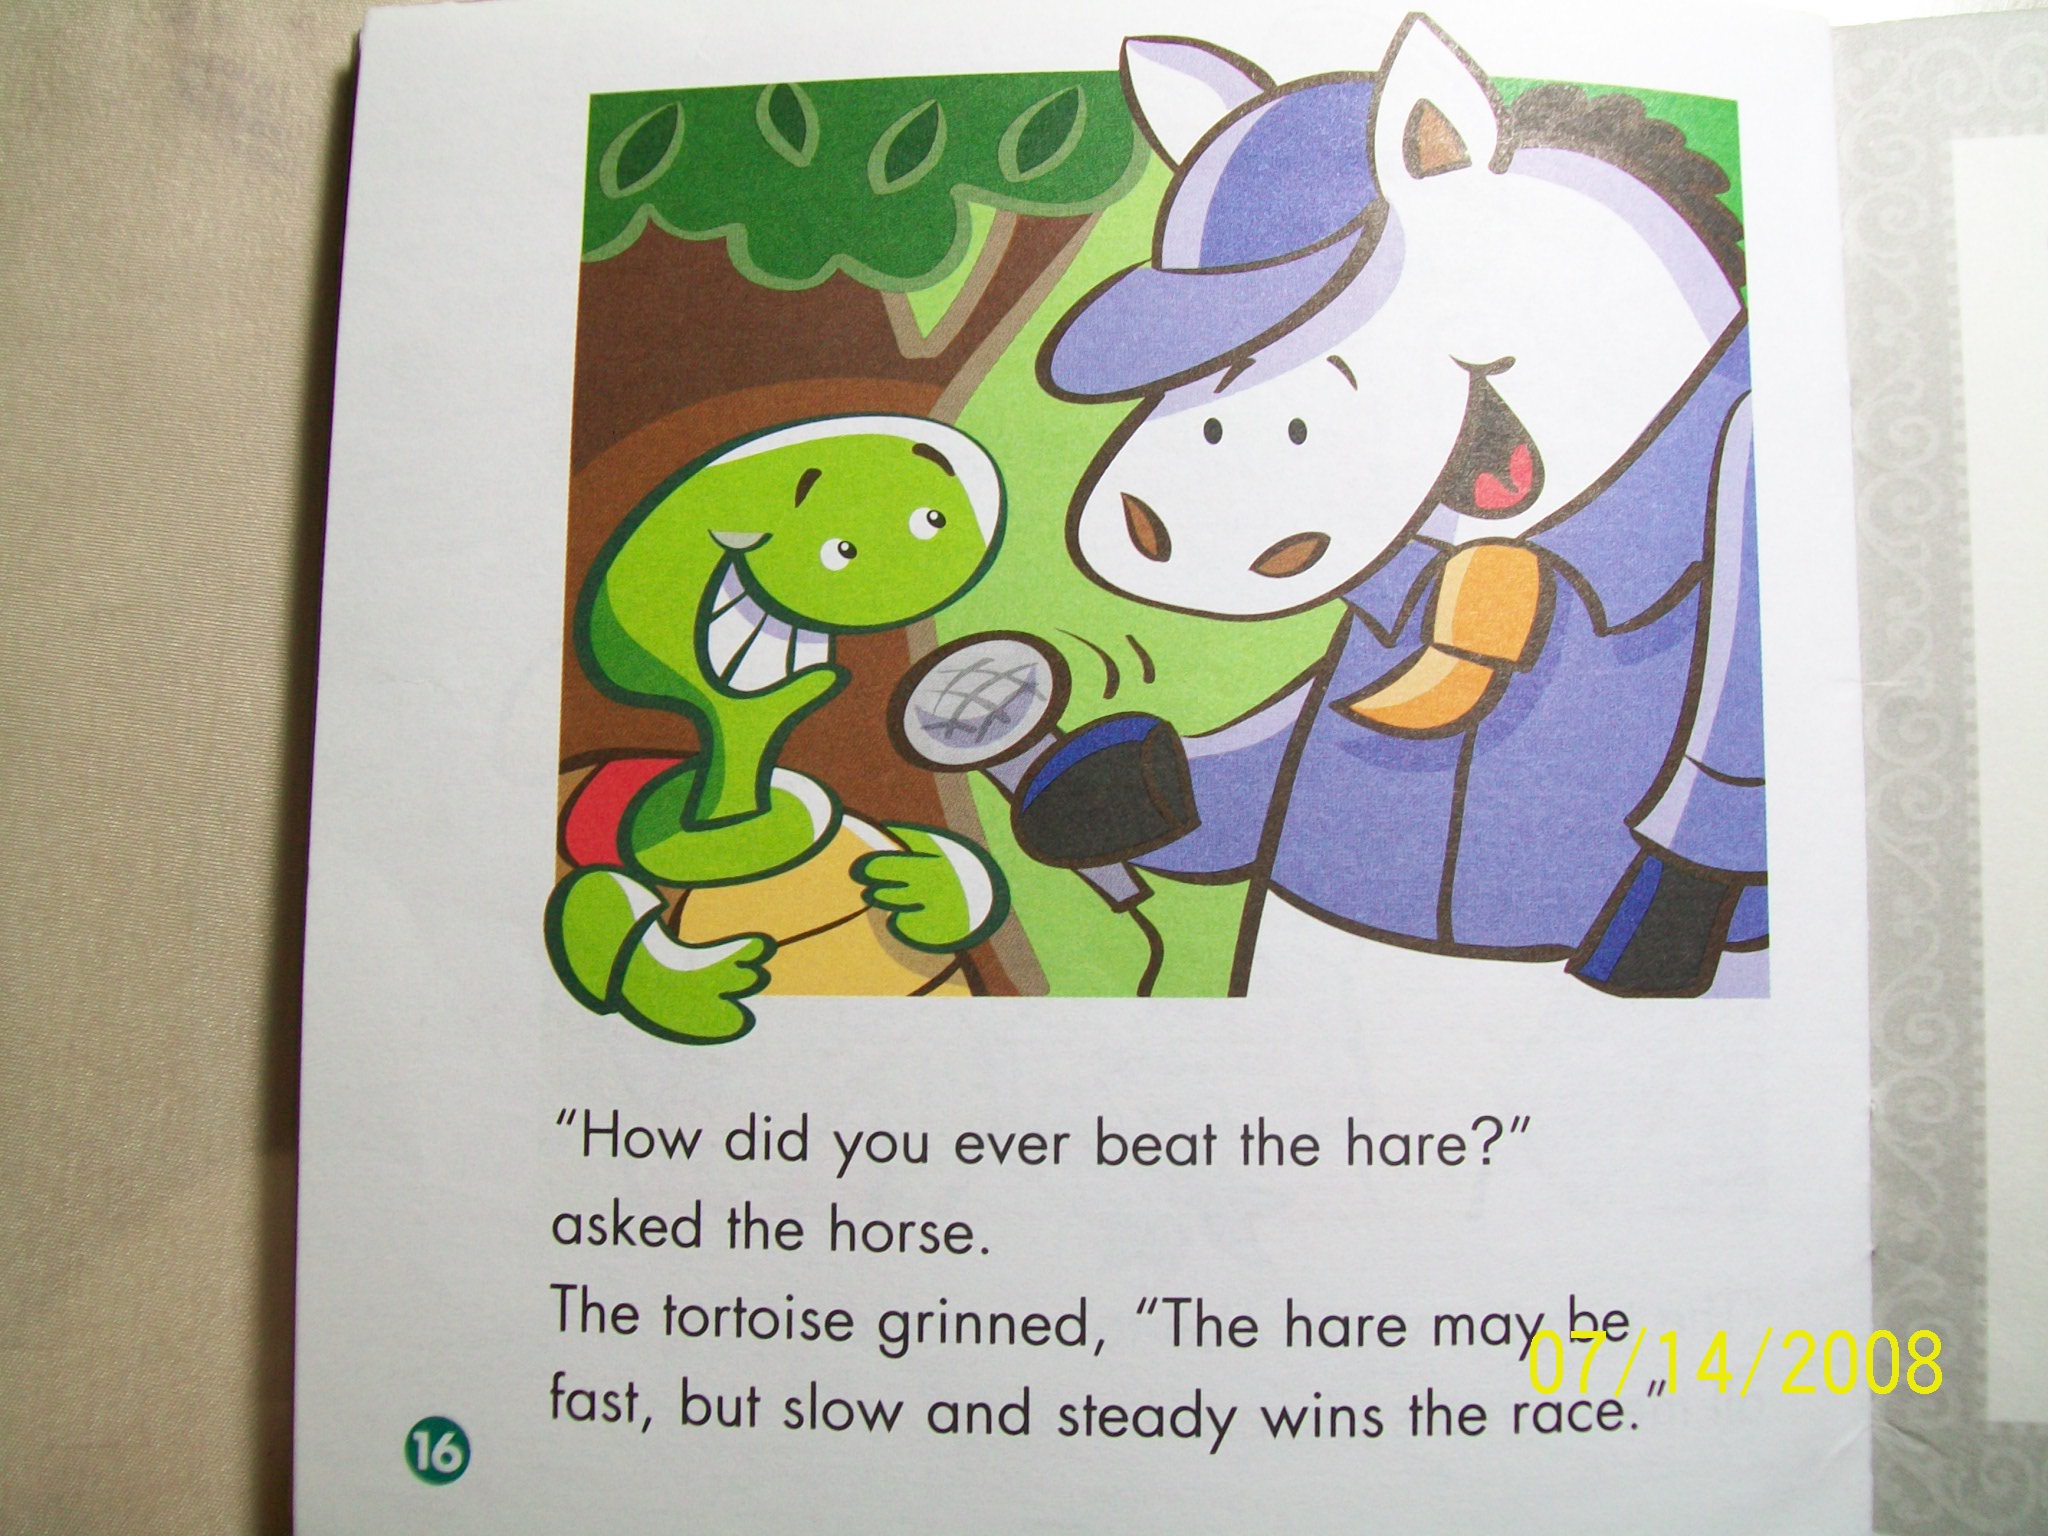 “How did you ever beat the hare?”
asked the horse.
The tortoise grinned, “The hare may be
fast, but slow and steady wins the race.”
07/14/2008
16